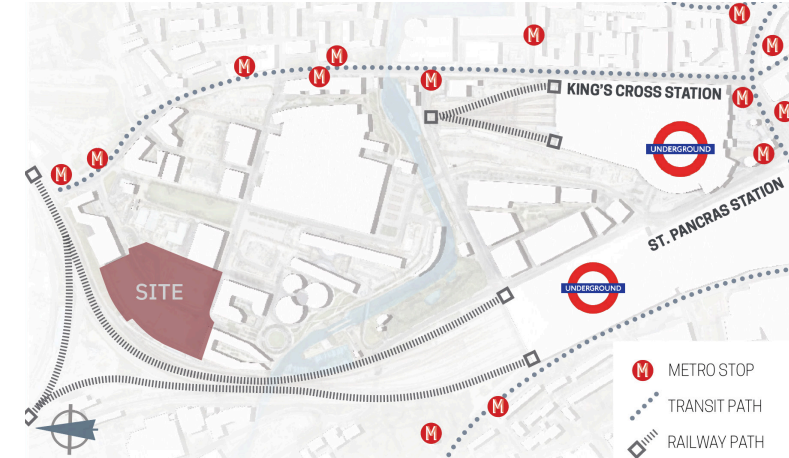 M
M
M
M
M
M
M
M
M
M
M
M
M
M
KING'S CROSS STATION
UNDERGROUND
ST. PANCRAS STATION
SITE
UNDERGROUND
M METRO STOP
TRANSIT PATH
RAILWAY PATH